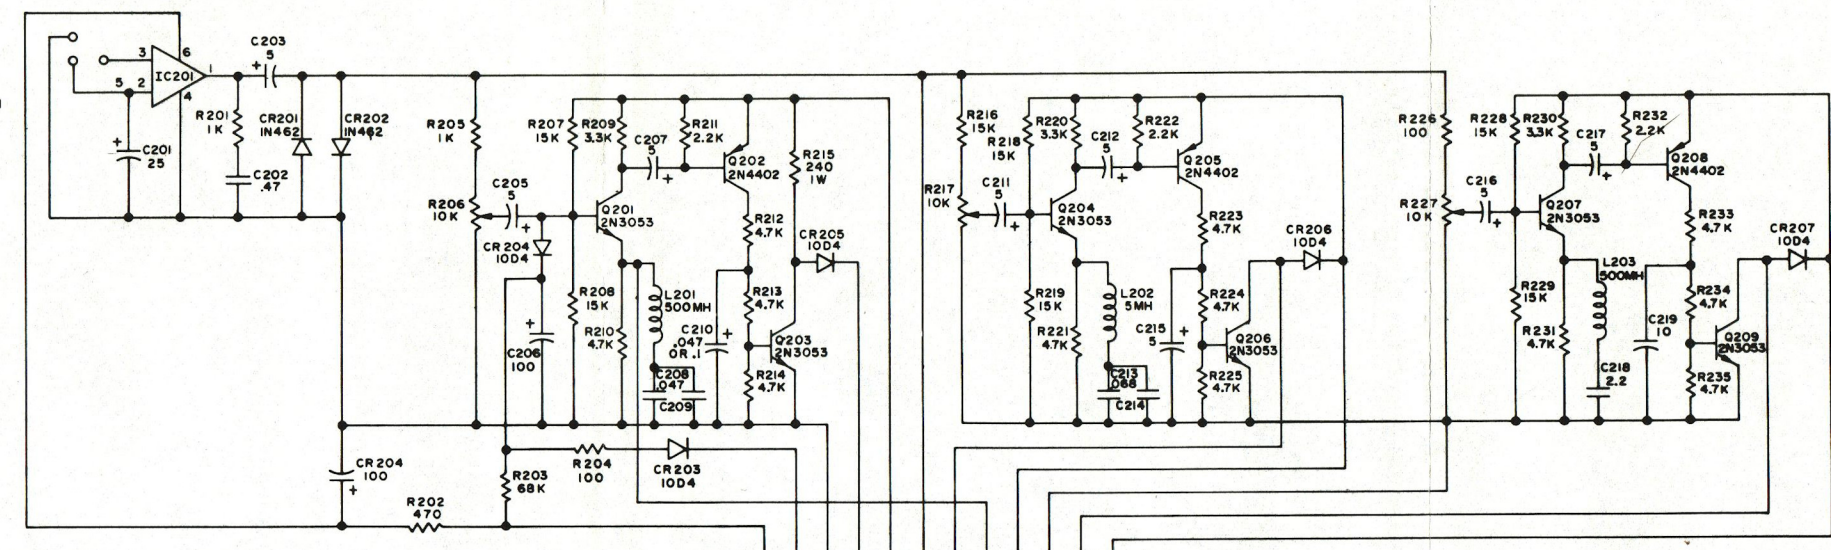 C203
5
+
3
6
IC201
1
5
2
4
R201
1K
CR201
1N462
CR202
1N462
+
C201
25
C202
.47
R205
1K
R207
15K
R209
3.3K
C207
5
+
R211
2.2K
Q202
2N4402
R215
240
1W
C205
5
+
R206
10K
Q201
2N3053
CR204
10D4
R212
4.7K
CR205
10D4
R208
15K
L201
500MH
R213
4.7K
+
C206
100
R210
4.7K
C210
.047
OR .1
+
Q203
2N3053
C208
.047
C209
R214
4.7K
CR204
100
+
R204
100
CR203
10D4
R203
68K
R202
470
R216
15K
R218
15K
R220
3.3K
C212
5
+
R222
2.2K
Q205
2N4402
R217
10K
C211
5
+
Q204
2N3053
R223
4.7K
CR206
10D4
R219
15K
L202
5MH
R224
4.7K
R221
4.7K
C215
5
+
Q206
2N3053
C213
.068
C214
R225
4.7K
R226
100
R228
15K
R230
3.3K
C217
5
+
R232
2.2K
Q208
2N4402
C216
5
+
R227
10K
Q207
2N3053
R233
4.7K
CR207
10D4
L203
500MH
R229
15K
R234
4.7K
R231
4.7K
C219
10
Q209
2N3053
C218
2.2
R235
4.7K